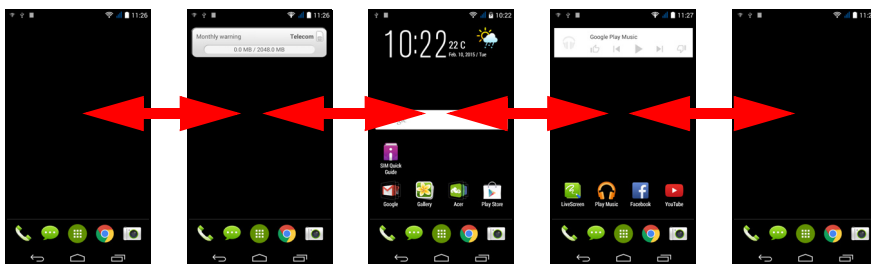 11:26
11:26
Monthly warning Telecom
0.0 MB / 2048.0 MB
10:22
10:22
22 C
Feb. 10, 2015 / Tue
SIM Quick
Guide
Google Gallery Acer Play Store
11:27
Google Play Music
LiveScreen Play Music Facebook YouTube